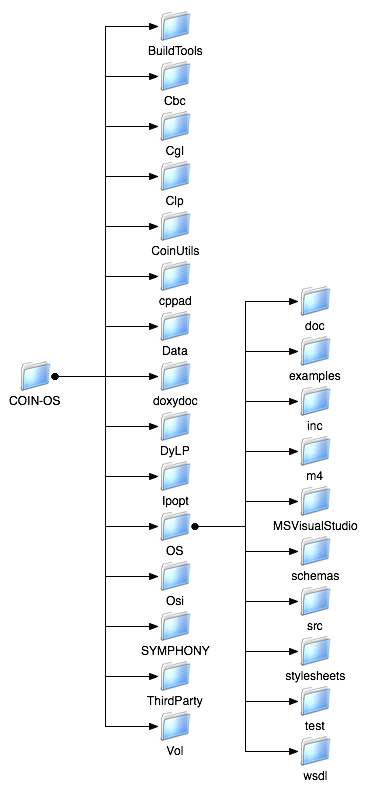 COIN-OS
BuildTools
Cbc
Cgl
Clp
CoinUtils
cppad
Data
doxydoc
DyLP
Ipopt
OS
Osi
SYMPHONY
ThirdParty
Vol
doc
examples
inc
m4
MSVisualStudio
schemas
src
stylesheets
test
wsdl